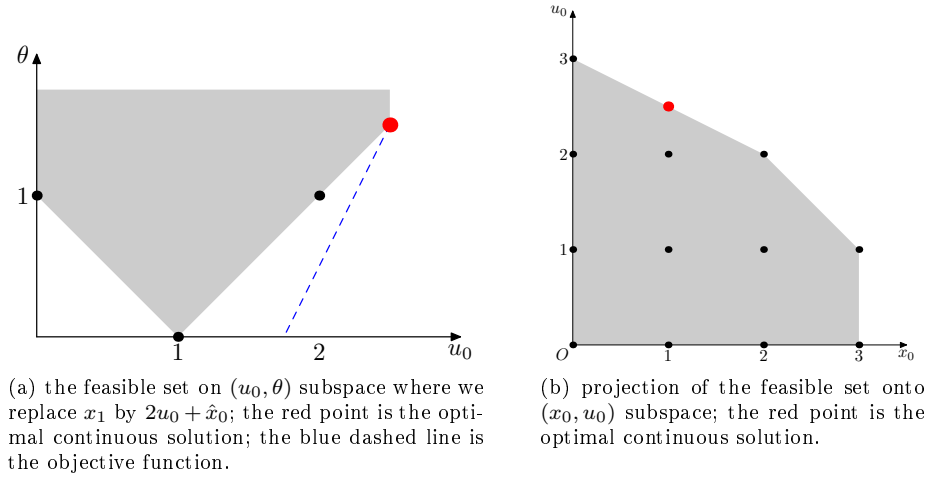 θ
1
1
2
u₀
(a) the feasible set on (u₀, θ) subspace where we
replace x₁ by 2u₀ + x̂₀; the red point is the opti-
mal continuous solution; the blue dashed line is
the objective function.
u₀
3
2
1
O
1
2
3
x₀
(b) projection of the feasible set onto
(x₀, u₀) subspace; the red point is the
optimal continuous solution.